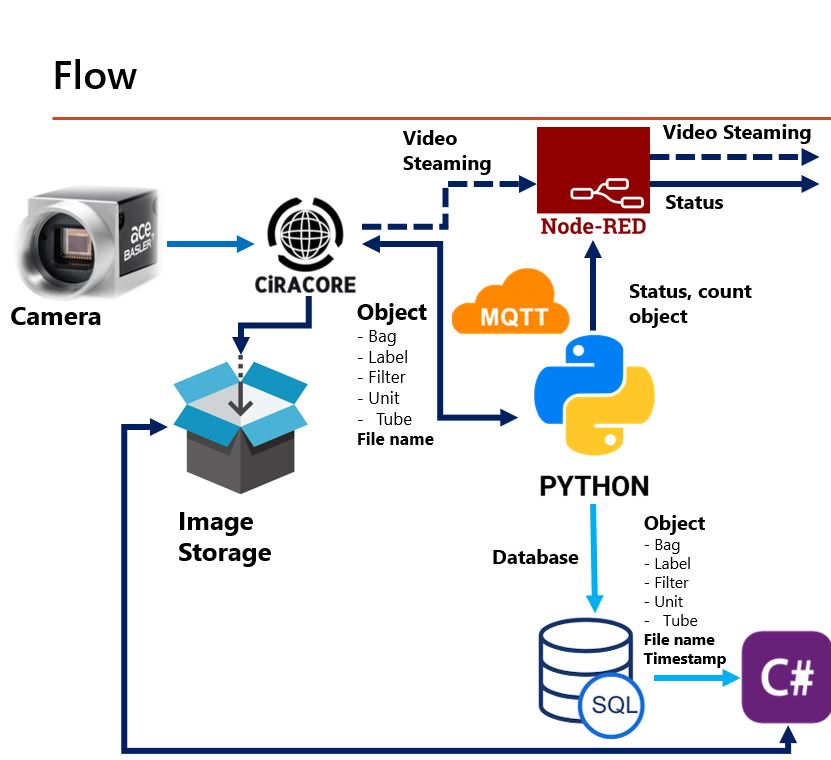 Flow
Video
Steaming
Video Steaming
Status
Node-RED
ace
BASLER
Camera
CiRACORE
Object
- Bag
- Label
- Filter
- Unit
- Tube
File name
MQTT
Status, count
object
PYTHON
Image
Storage
Database
Object
- Bag
- Label
- Filter
- Unit
- Tube
File name
Timestamp
SQL
C#